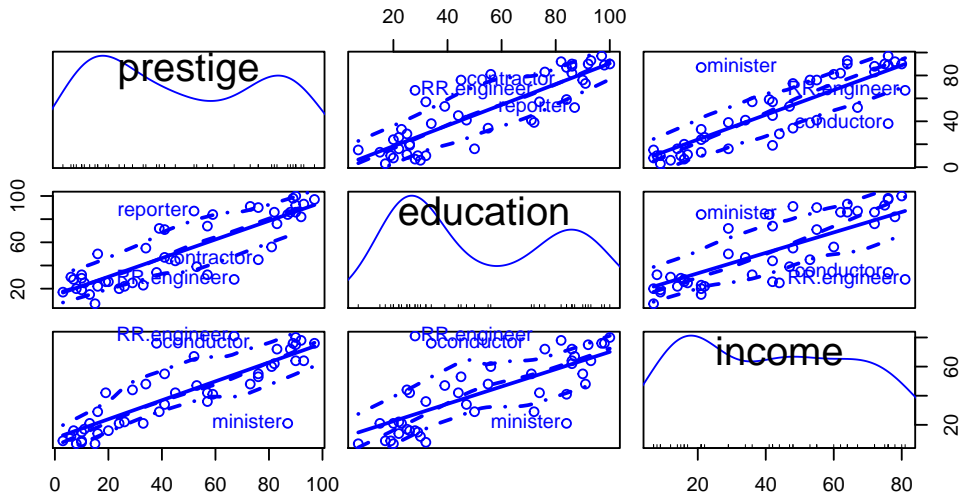 20 40 60 80 100
prestige
contractor
RR.engineer
reporter
minister
RR.engineer
conductor
0 40 80
20 60 100
reporter
contractor
RR.engineer
education
minister
conductor
RR.engineer
RR.engineer
conductor
minister
RR.engineer
conductor
minister
income
20 60
0 20 40 60 80 100
20 40 60 80